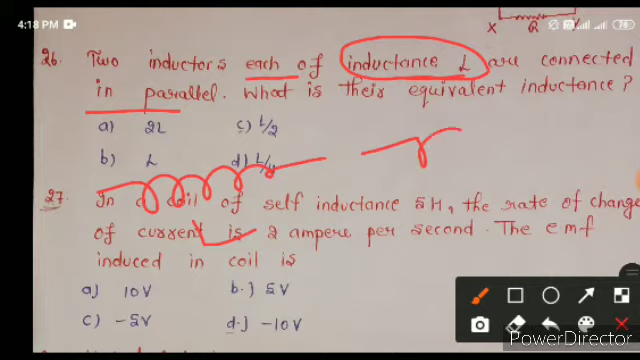 4:18 PM
78
X R Y
26. Two inductors each of inductance L are connected
in parallel. What is their equivalent inductance?
a) 2L c) L/2
b) L d) L/4
27. In a coil of self inductance 5H, the rate of change
of current is 2 ampere per second. The emf
induced in coil is
a) 10V b.) 5V
c) -5V d.) -10V
PowerDirector